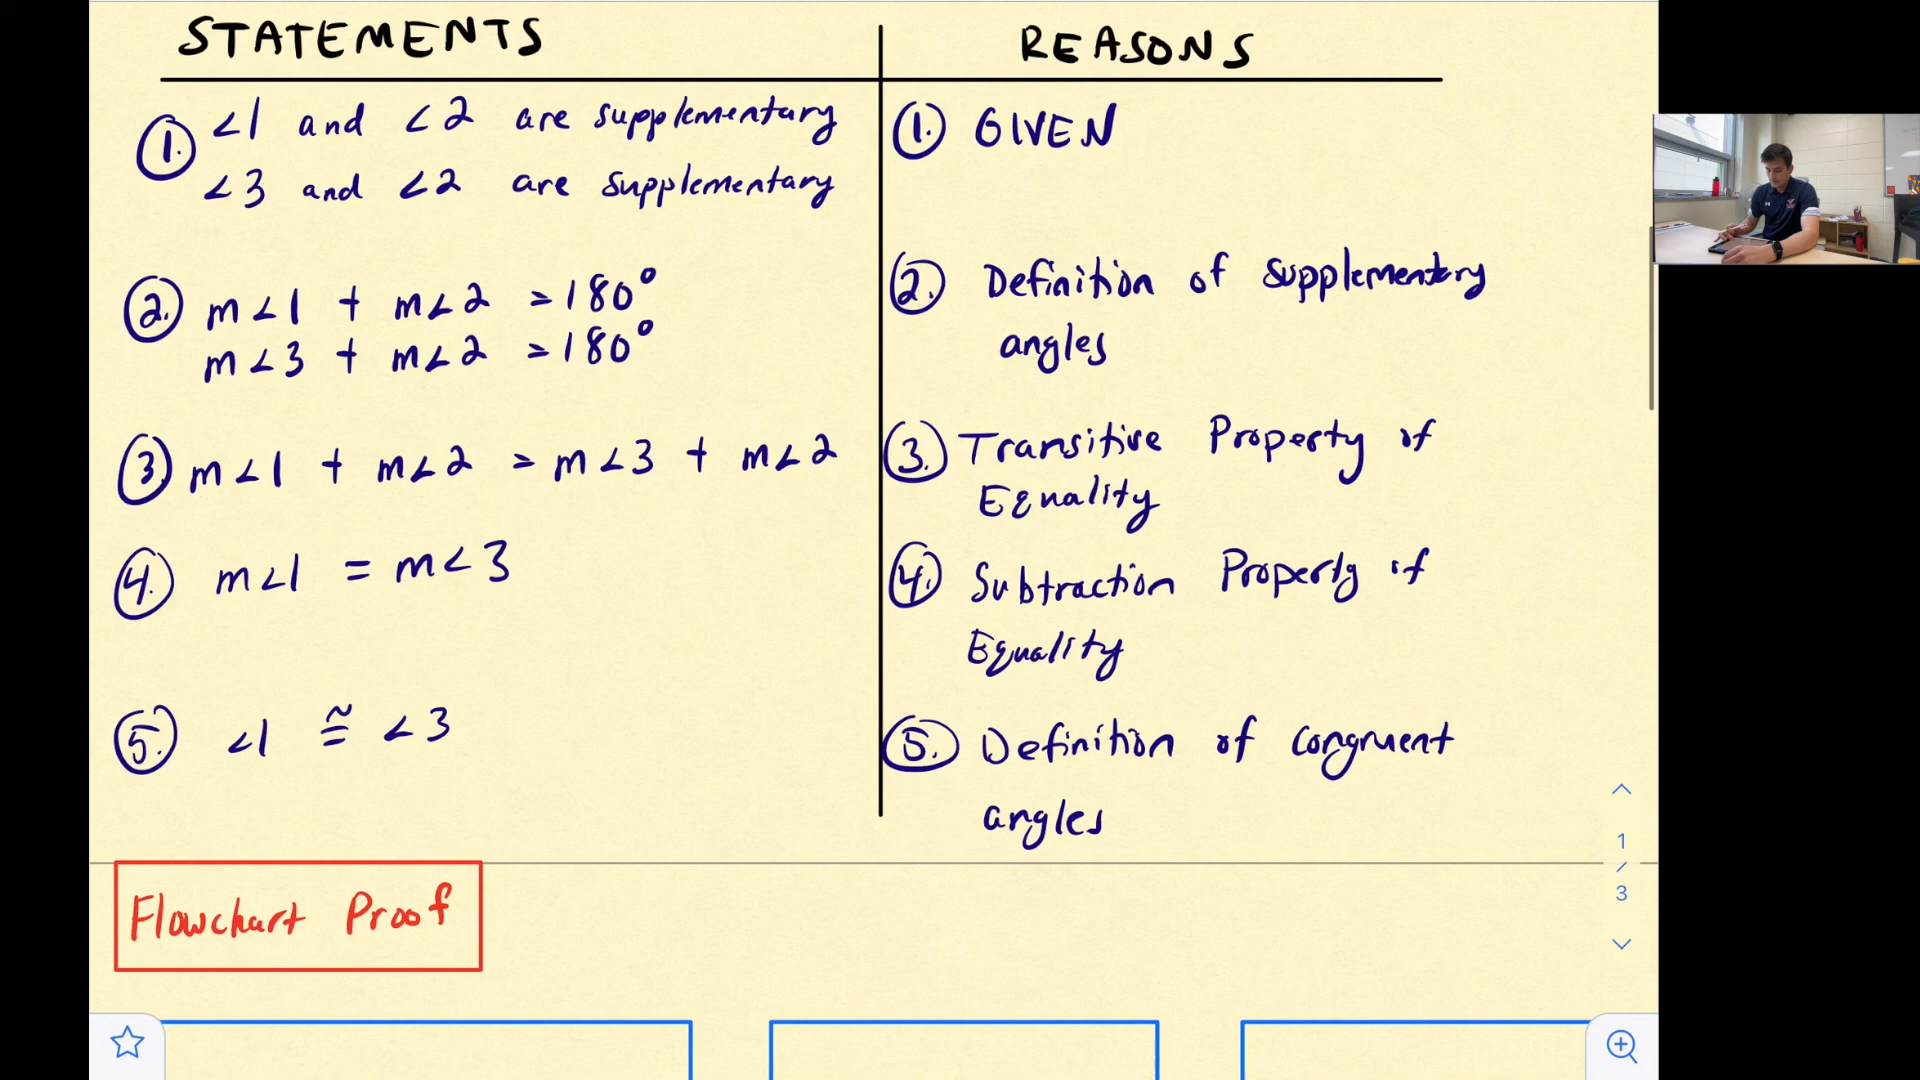 STATEMENTS
REASONS
1. ∠1 and ∠2 are supplementary
∠3 and ∠2 are supplementary
1. GIVEN
2. m∠1 + m∠2 = 180°
m∠3 + m∠2 = 180°
2. Definition of supplementary
angles
3. m∠1 + m∠2 = m∠3 + m∠2
3. Transitive Property of
Equality
4. m∠1 = m∠3
4. Subtraction Property of
Equality
5. ∠1 ≅ ∠3
5. Definition of congruent
angles
Flowchart Proof
1
/
3